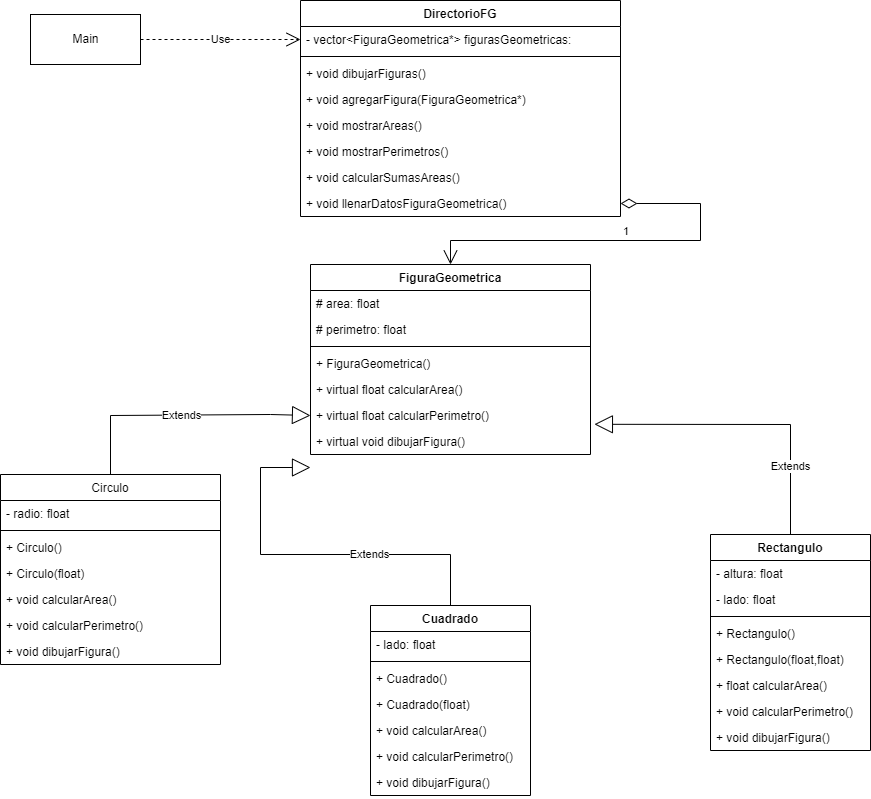 Main
Use
DirectorioFG
- vector<FiguraGeometrica*> figurasGeometricas:
+ void dibujarFiguras()
+ void agregarFigura(FiguraGeometrica*)
+ void mostrarAreas()
+ void mostrarPerimetros()
+ void calcularSumasAreas()
+ void llenarDatosFiguraGeometrica()
1
FiguraGeometrica
# area: float
# perimetro: float
+ FiguraGeometrica()
+ virtual float calcularArea()
+ virtual float calcularPerimetro()
+ virtual void dibujarFigura()
Extends
Circulo
- radio: float
+ Circulo()
+ Circulo(float)
+ void calcularArea()
+ void calcularPerimetro()
+ void dibujarFigura()
Extends
Cuadrado
- lado: float
+ Cuadrado()
+ Cuadrado(float)
+ void calcularArea()
+ void calcularPerimetro()
+ void dibujarFigura()
Extends
Rectangulo
- altura: float
- lado: float
+ Rectangulo()
+ Rectangulo(float,float)
+ float calcularArea()
+ void calcularPerimetro()
+ void dibujarFigura()